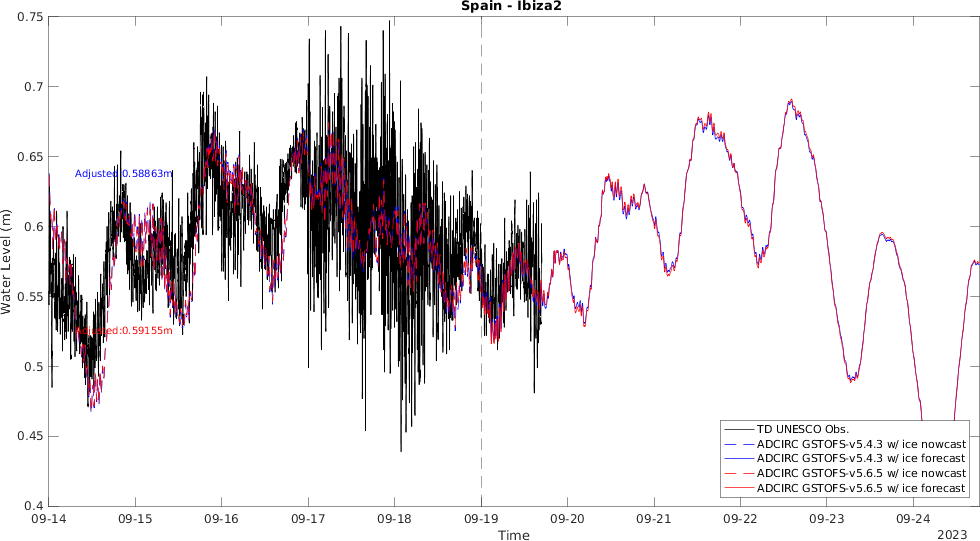 Spain - Ibiza2
Water Level (m)
0.75
0.7
0.65
0.6
0.55
0.5
0.45
0.4
Adjusted:0.58863m
Adjusted:0.59155m
TD UNESCO Obs.
ADCIRC GSTOFS-v5.4.3 w/ ice nowcast
ADCIRC GSTOFS-v5.4.3 w/ ice forecast
ADCIRC GSTOFS-v5.6.5 w/ ice nowcast
ADCIRC GSTOFS-v5.6.5 w/ ice forecast
09-14 09-15 09-16 09-17 09-18 09-19 09-20 09-21 09-22 09-23 09-24
Time
2023